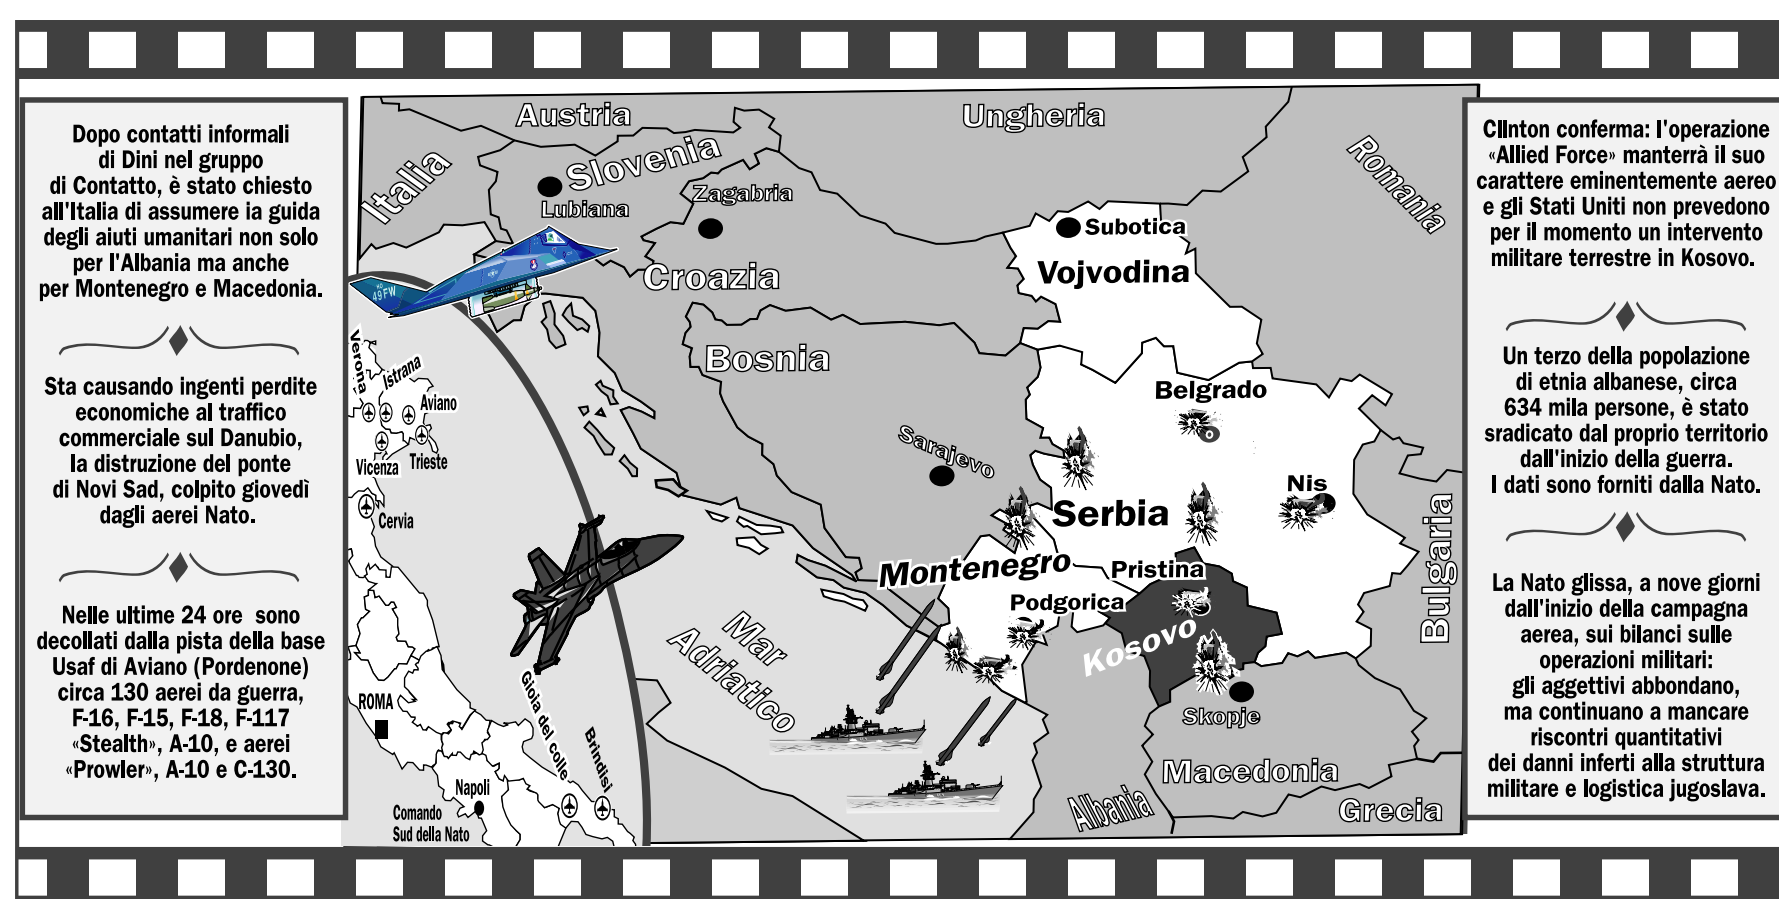 Dopo contatti informali
di Dini nel gruppo
di Contatto, è stato chiesto
all'Italia di assumere ia guida
degli aiuti umanitari non solo
per l'Albania ma anche
per Montenegro e Macedonia.
Sta causando ingenti perdite
economiche al traffico
commerciale sul Danubio,
la distruzione del ponte
di Novi Sad, colpito giovedì
dagli aerei Nato.
Nelle ultime 24 ore sono
decollati dalla pista della base
Usaf di Aviano (Pordenone)
circa 130 aerei da guerra,
F-16, F-15, F-18, F-117
«Stealth», A-10, e aerei
«Prowler», A-10 e C-130.
Austria
Ungheria
Italia
Slovenia
Romania
Lubiana
Zagabria
Subotica
Vojvodina
Croazia
49FW
Bosnia
Verona
Istrana
Aviano
Vicenza
Trieste
Cervia
Belgrado
Sarajevo
Nis
Serbia
Bulgaria
Montenegro
Pristina
Podgorica
Kosovo
Mar
Adriatico
Skopje
Macedonia
Albania
Grecia
ROMA
Gioia del colle
Brindisi
Napoli
Comando
Sud della Nato
ClInton conferma: l'operazione
«Allied Force» manterrà il suo
carattere eminentemente aereo
e gli Stati Uniti non prevedono
per il momento un intervento
militare terrestre in Kosovo.
Un terzo della popolazione
di etnia albanese, circa
634 mila persone, è stato
sradicato dal proprio territorio
dall'inizio della guerra.
I dati sono forniti dalla Nato.
La Nato glissa, a nove giorni
dall'inizio della campagna
aerea, sui bilanci sulle
operazioni militari:
gli aggettivi abbondano,
ma continuano a mancare
riscontri quantitativi
dei danni inferti alla struttura
militare e logistica jugoslava.